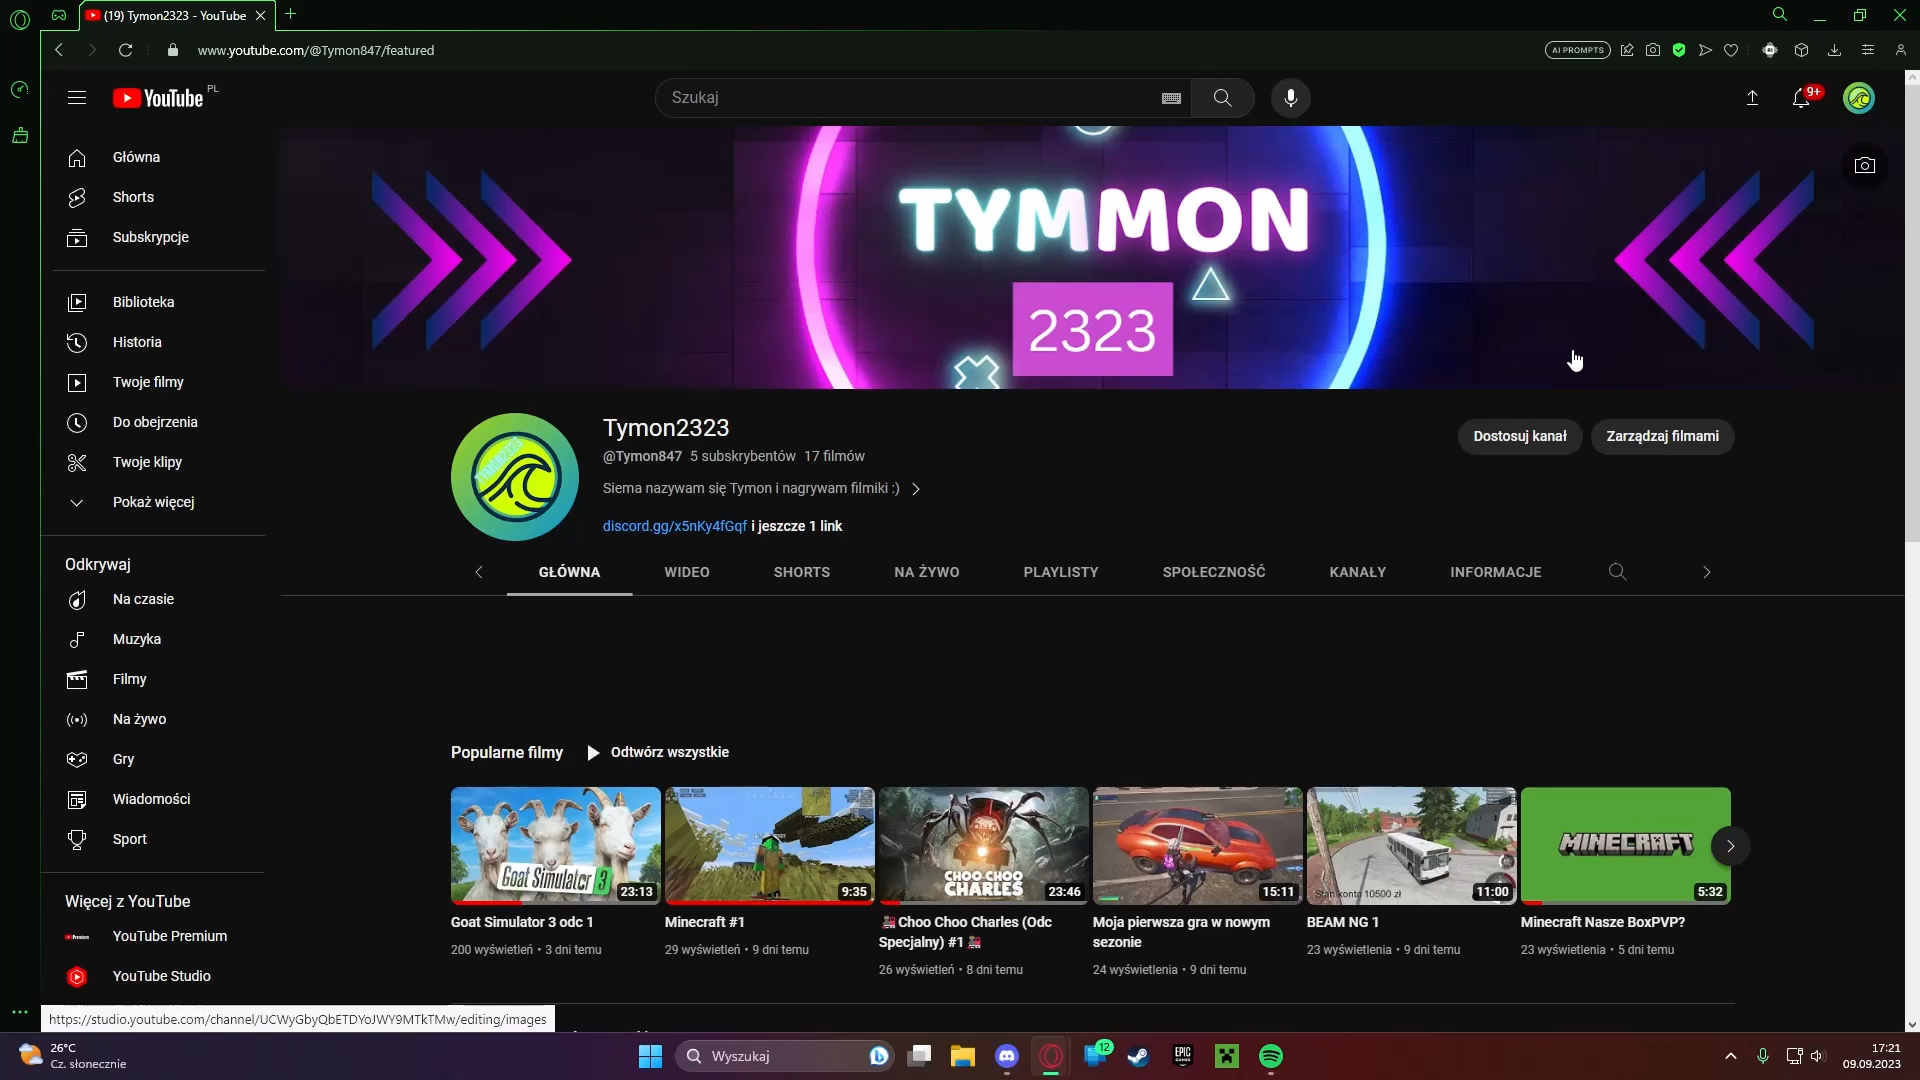 (19) Tymon2323 - YouTube
www.youtube.com/@Tymon847/featured
AI PROMPTS
YouTube PL
Szukaj
9+
Główna
Shorts
Subskrypcje
Biblioteka
Historia
Twoje filmy
Do obejrzenia
Twoje klipy
Pokaż więcej
Odkrywaj
Na czasie
Muzyka
Filmy
Na żywo
Gry
Wiadomości
Sport
Więcej z YouTube
YouTube Premium
YouTube Studio
TYMMON
2323
TYMON2323
Tymon2323
@Tymon847 5 subskrybentów 17 filmów
Siema nazywam się Tymon i nagrywam filmiki :)
discord.gg/x5nKy4fGqf i jeszcze 1 link
Dostosuj kanał
Zarządzaj filmami
GŁÓWNA
WIDEO
SHORTS
NA ŻYWO
PLAYLISTY
SPOŁECZNOŚĆ
KANAŁY
INFORMACJE
Popularne filmy
Odtwórz wszystkie
Goat Simulator 3
23:13
Goat Simulator 3 odc 1
200 wyświetleń • 3 dni temu
9:35
Minecraft #1
29 wyświetleń • 9 dni temu
CHOO-CHOO
CHARLES
23:46
🚂Choo Choo Charles (Odc
Specjalny) #1🚂
26 wyświetleń • 8 dni temu
15:11
Moja pierwsza gra w nowym
sezonie
24 wyświetlenia • 9 dni temu
Stan konta 10500 zł
11:00
BEAM NG 1
23 wyświetlenia • 9 dni temu
MINECRAFT
5:32
Minecraft Nasze BoxPVP?
23 wyświetlenia • 5 dni temu
https://studio.youtube.com/channel/UCWyGbyQbETDYoJWY9MTkTMw/editing/images
26°C
Cz. słonecznie
Wyszukaj
12
EPIC
GAMES
17:21
09.09.2023